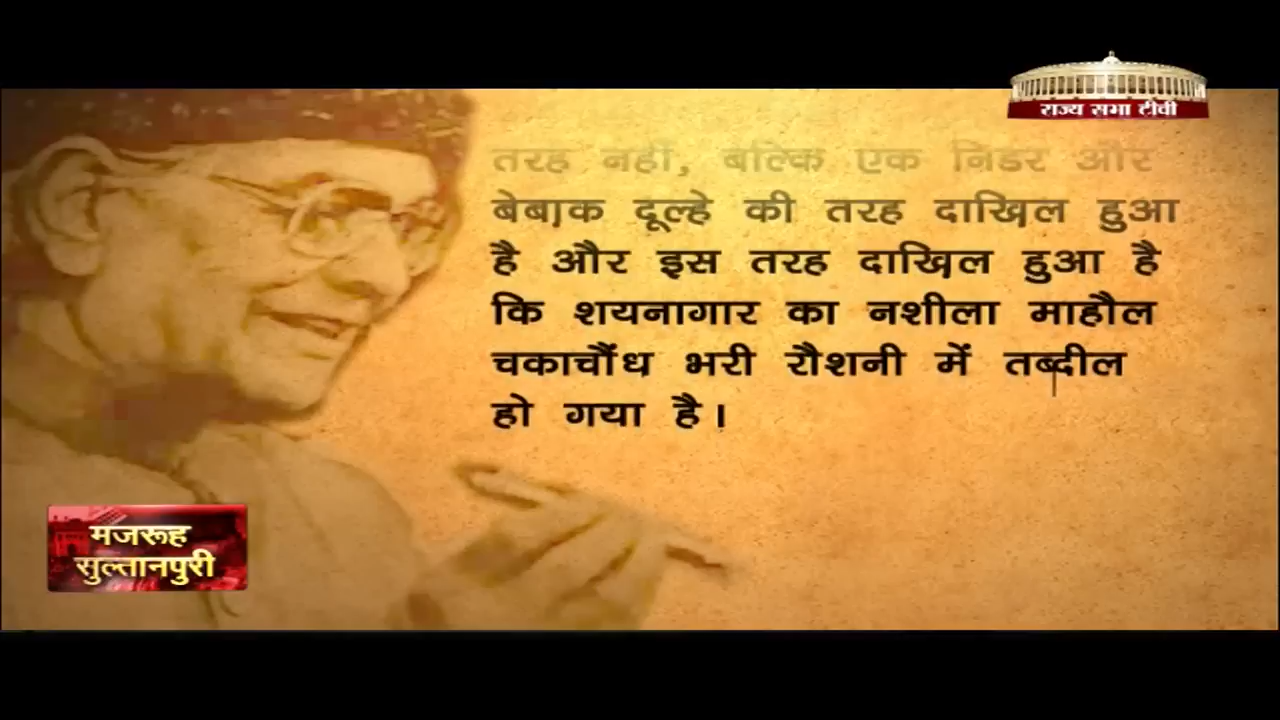 राज्य सभा टीवी
तरह नहीं, बल्कि एक निडर और
बेबाक़ दूल्हे की तरह दाख़िल हुआ
है और इस तरह दाख़िल हुआ है
कि शयनागार का नशीला माहौल
चकाचौंध भरी रौशनी में तब्दील
हो गया है।
मजरूह
सुल्तानपुरी